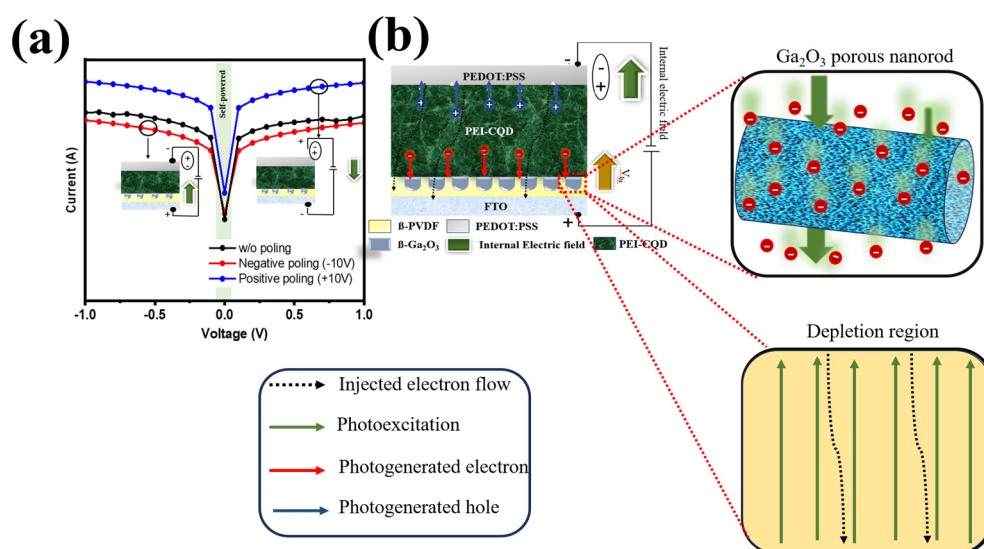 (a)
Current (A)
Self-powered
-
+
+
-
+
+
w/o poling
Negative poling (-10V)
Positive poling (+10V)
-1.0 -0.5 0.0 0.5 1.0
Voltage (V)
(b)
PEDOT:PSS
PEI-CQD
FTO
-
- +
Internal electric field
+
ß-PVDF PEDOT:PSS
ß-Ga₂O₃ Internal Electric field PEI-CQD
Ga₂O₃ porous nanorod
Depletion region
Injected electron flow
Photoexcitation
Photogenerated electron
Photogenerated hole